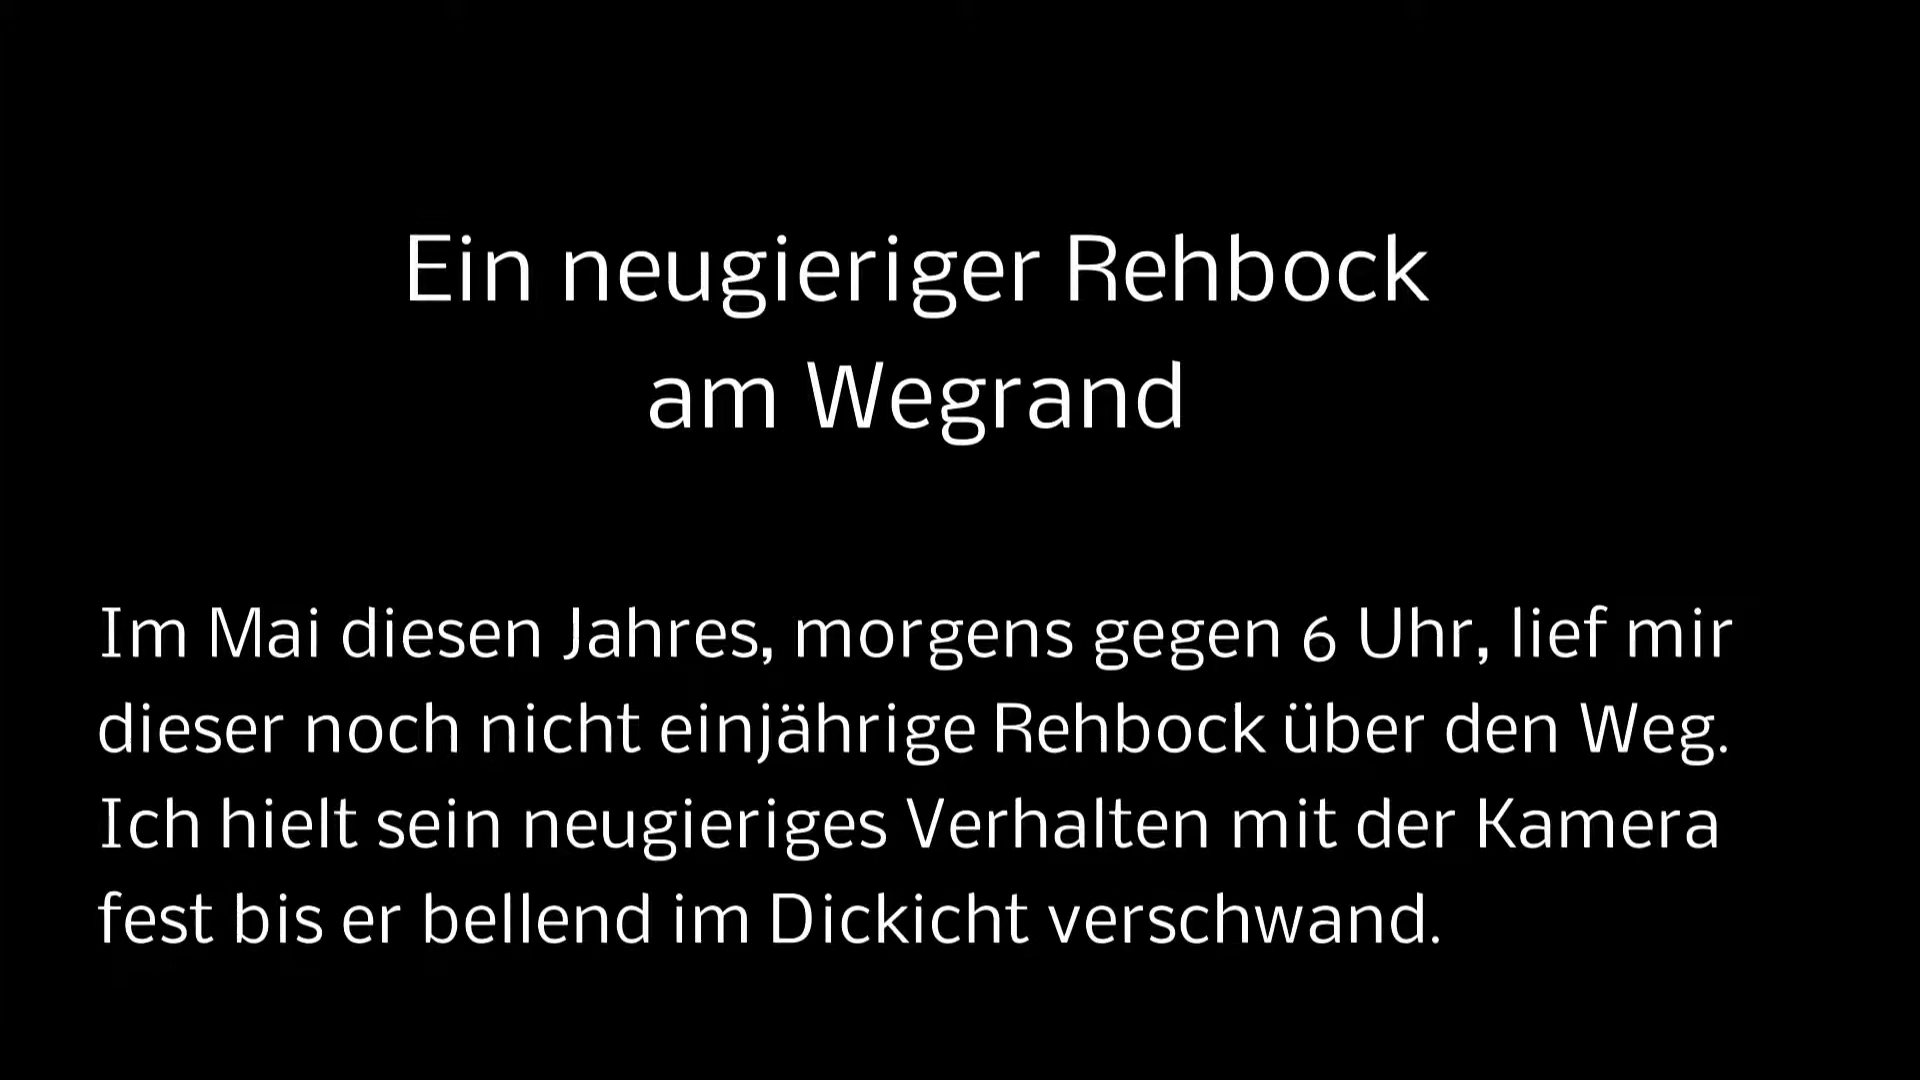 Ein neugieriger Rehbock
am Wegrand
Im Mai diesen Jahres, morgens gegen 6 Uhr, lief mir
dieser noch nicht einjährige Rehbock über den Weg.
Ich hielt sein neugieriges Verhalten mit der Kamera
fest bis er bellend im Dickicht verschwand.